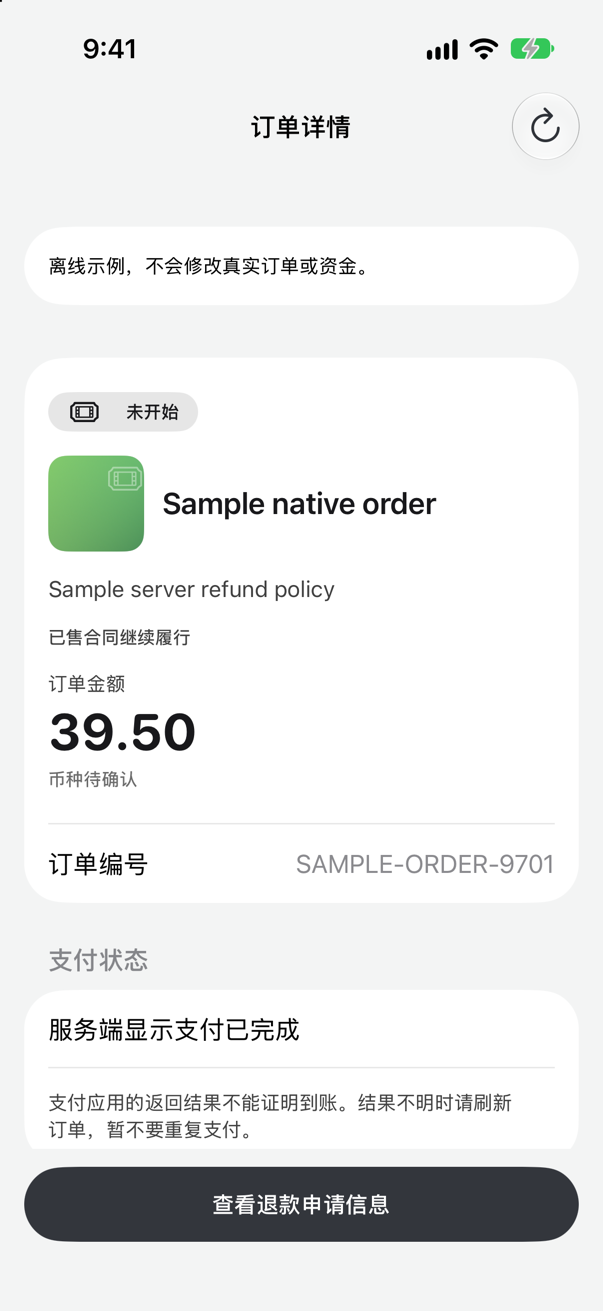 9:41
订单详情
离线示例，不会修改真实订单或资金。
未开始
Sample native order
Sample server refund policy
已售合同继续履行
订单金额
39.50
币种待确认
订单编号 SAMPLE-ORDER-9701
支付状态
服务端显示支付已完成
支付应用的返回结果不能证明到账。结果不明时请刷新
订单，暂不要重复支付。
查看退款申请信息